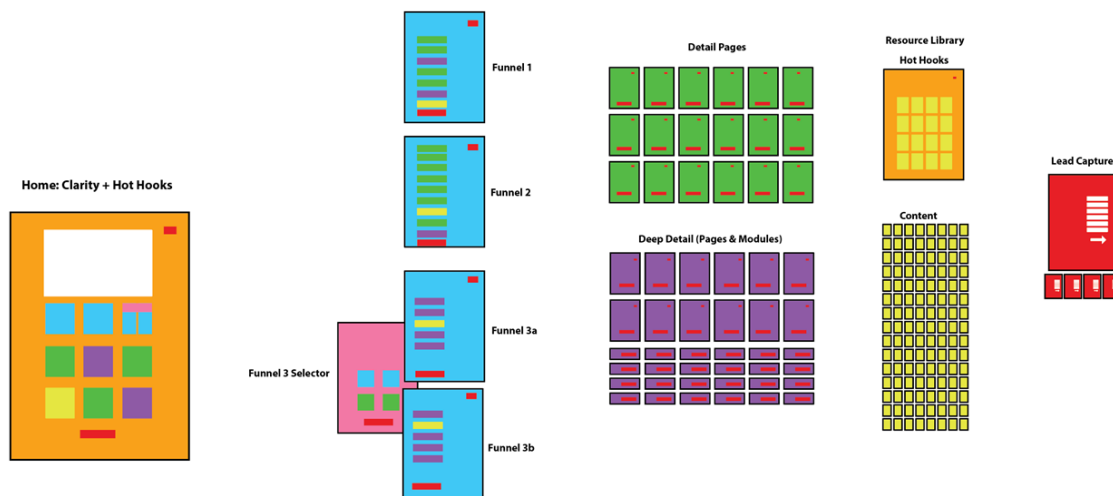 Home: Clarity + Hot Hooks
Funnel 1
Funnel 2
Funnel 3 Selector
Funnel 3a
Funnel 3b
Detail Pages
Deep Detail (Pages & Modules)
Resource Library
Hot Hooks
Content
Lead Capture